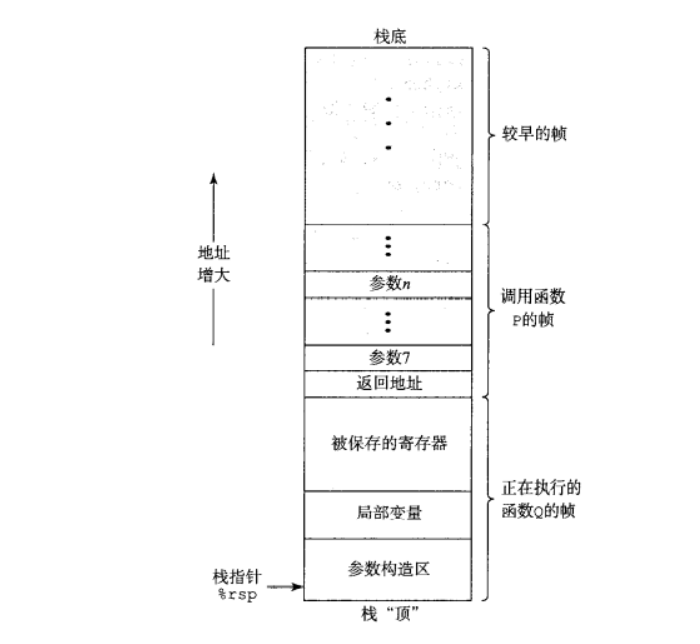 栈底
较早的帧
地址
增大
参数n
调用函数
P的帧
参数7
返回地址
被保存的寄存器
正在执行的
函数Q的帧
局部变量
参数构造区
栈指针
%rsp
栈“顶”